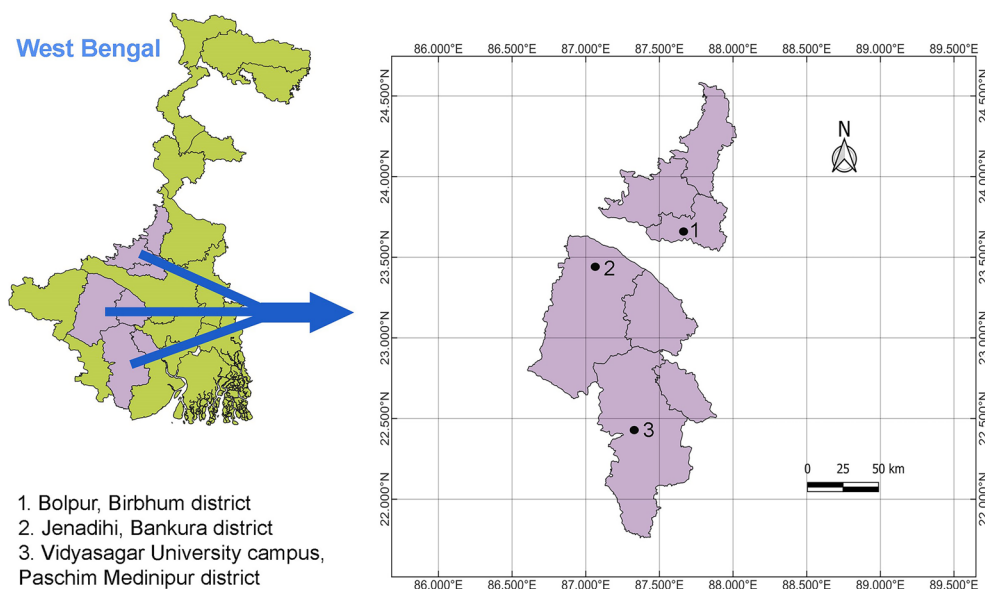 West Bengal
86.000°E 86.500°E 87.000°E 87.500°E 88.000°E 88.500°E 89.000°E 89.500°E
24.500°N
24.000°N
23.500°N
23.000°N
22.500°N
22.000°N
N
1
2
3
0 25 50 km
24.500°N
24.000°N
23.500°N
23.000°N
22.500°N
22.000°N
86.000°E 86.500°E 87.000°E 87.500°E 88.000°E 88.500°E 89.000°E 89.500°E
1. Bolpur, Birbhum district
2. Jenadihi, Bankura district
3. Vidyasagar University campus,
Paschim Medinipur district